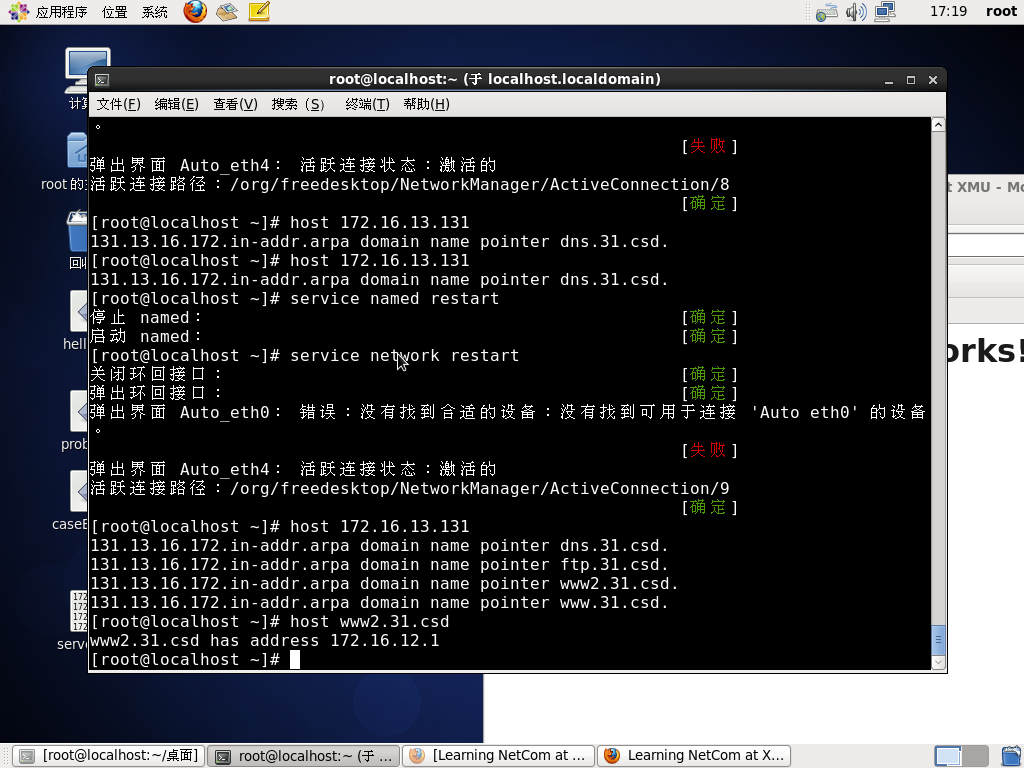 应用程序 位置 系统 17:19 root
root@localhost:~ (于 localhost.localdomain)
文件(F) 编辑(E) 查看(V) 搜索 (S) 终端(T) 帮助(H)
。
[失败]
弹出界面 Auto_eth4： 活跃连接状态：激活的
活跃连接路径：/org/freedesktop/NetworkManager/ActiveConnection/8
[确定]
[root@localhost ~]# host 172.16.13.131
131.13.16.172.in-addr.arpa domain name pointer dns.31.csd.
[root@localhost ~]# host 172.16.13.131
131.13.16.172.in-addr.arpa domain name pointer dns.31.csd.
[root@localhost ~]# service named restart
停止 named： [确定]
启动 named： [确定]
[root@localhost ~]# service network restart
关闭环回接口： [确定]
弹出环回接口： [确定]
弹出界面 Auto_eth0： 错误：没有找到合适的设备：没有找到可用于连接 'Auto eth0' 的设备
。
[失败]
弹出界面 Auto_eth4： 活跃连接状态：激活的
活跃连接路径：/org/freedesktop/NetworkManager/ActiveConnection/9
[确定]
[root@localhost ~]# host 172.16.13.131
131.13.16.172.in-addr.arpa domain name pointer dns.31.csd.
131.13.16.172.in-addr.arpa domain name pointer ftp.31.csd.
131.13.16.172.in-addr.arpa domain name pointer www2.31.csd.
131.13.16.172.in-addr.arpa domain name pointer www.31.csd.
[root@localhost ~]# host www2.31.csd
www2.31.csd has address 172.16.12.1
[root@localhost ~]#
计
root 的
回
hell
prob
caseE
serv
t XMU - Mo
orks!
[root@localhost:~/桌面]
root@localhost:~ (于 ...
[Learning NetCom at ...
Learning NetCom at X...